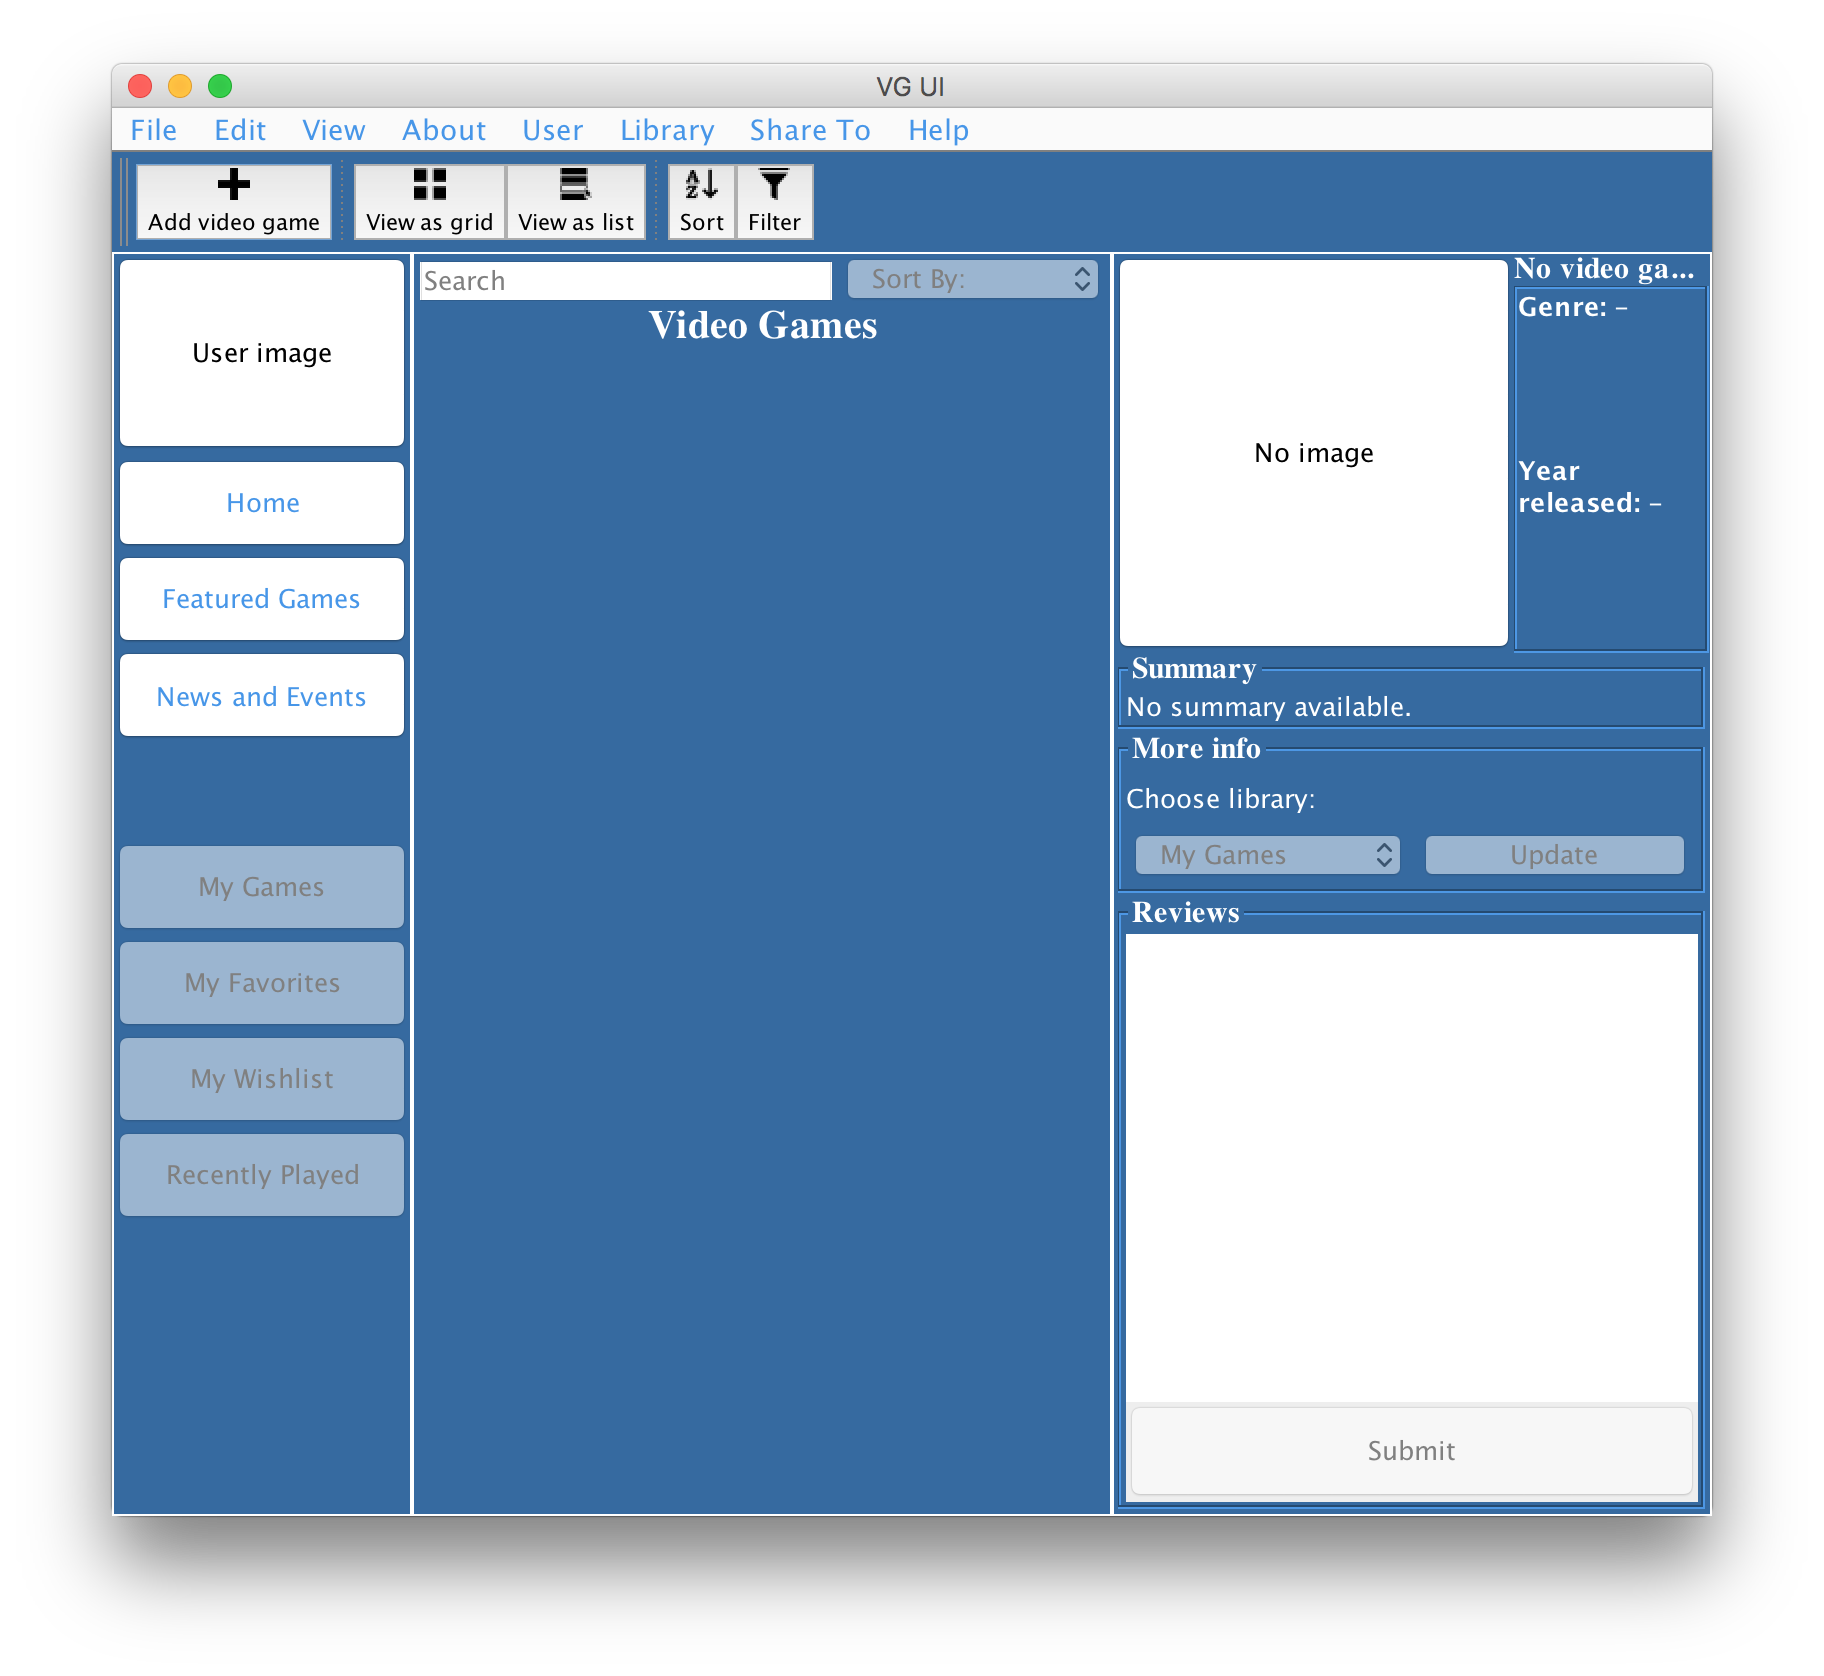 VG UI
File Edit View About User Library Share To Help
Add video game View as grid View as list Sort Filter
User image
Home
Featured Games
News and Events
My Games
My Favorites
My Wishlist
Recently Played
Search Sort By:
Video Games
No image
No video ga...
Genre: –
Year
released: –
Summary
No summary available.
More info
Choose library:
My Games Update
Reviews
Submit